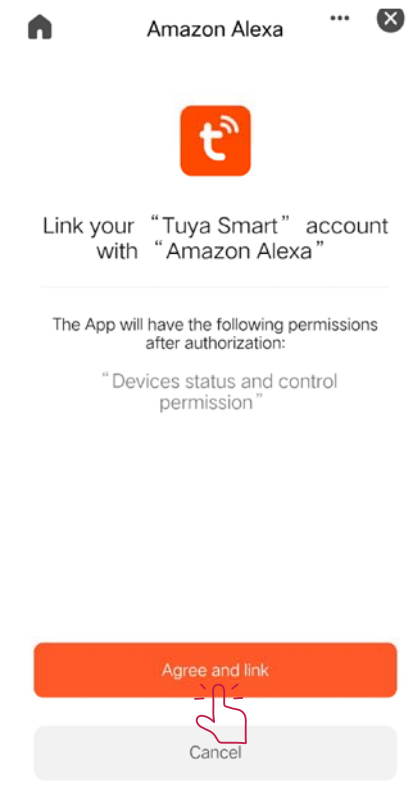 Amazon Alexa
Link your “Tuya Smart” account
with “Amazon Alexa”
The App will have the following permissions
after authorization:
“Devices status and control
permission”
Agree and link
Cancel